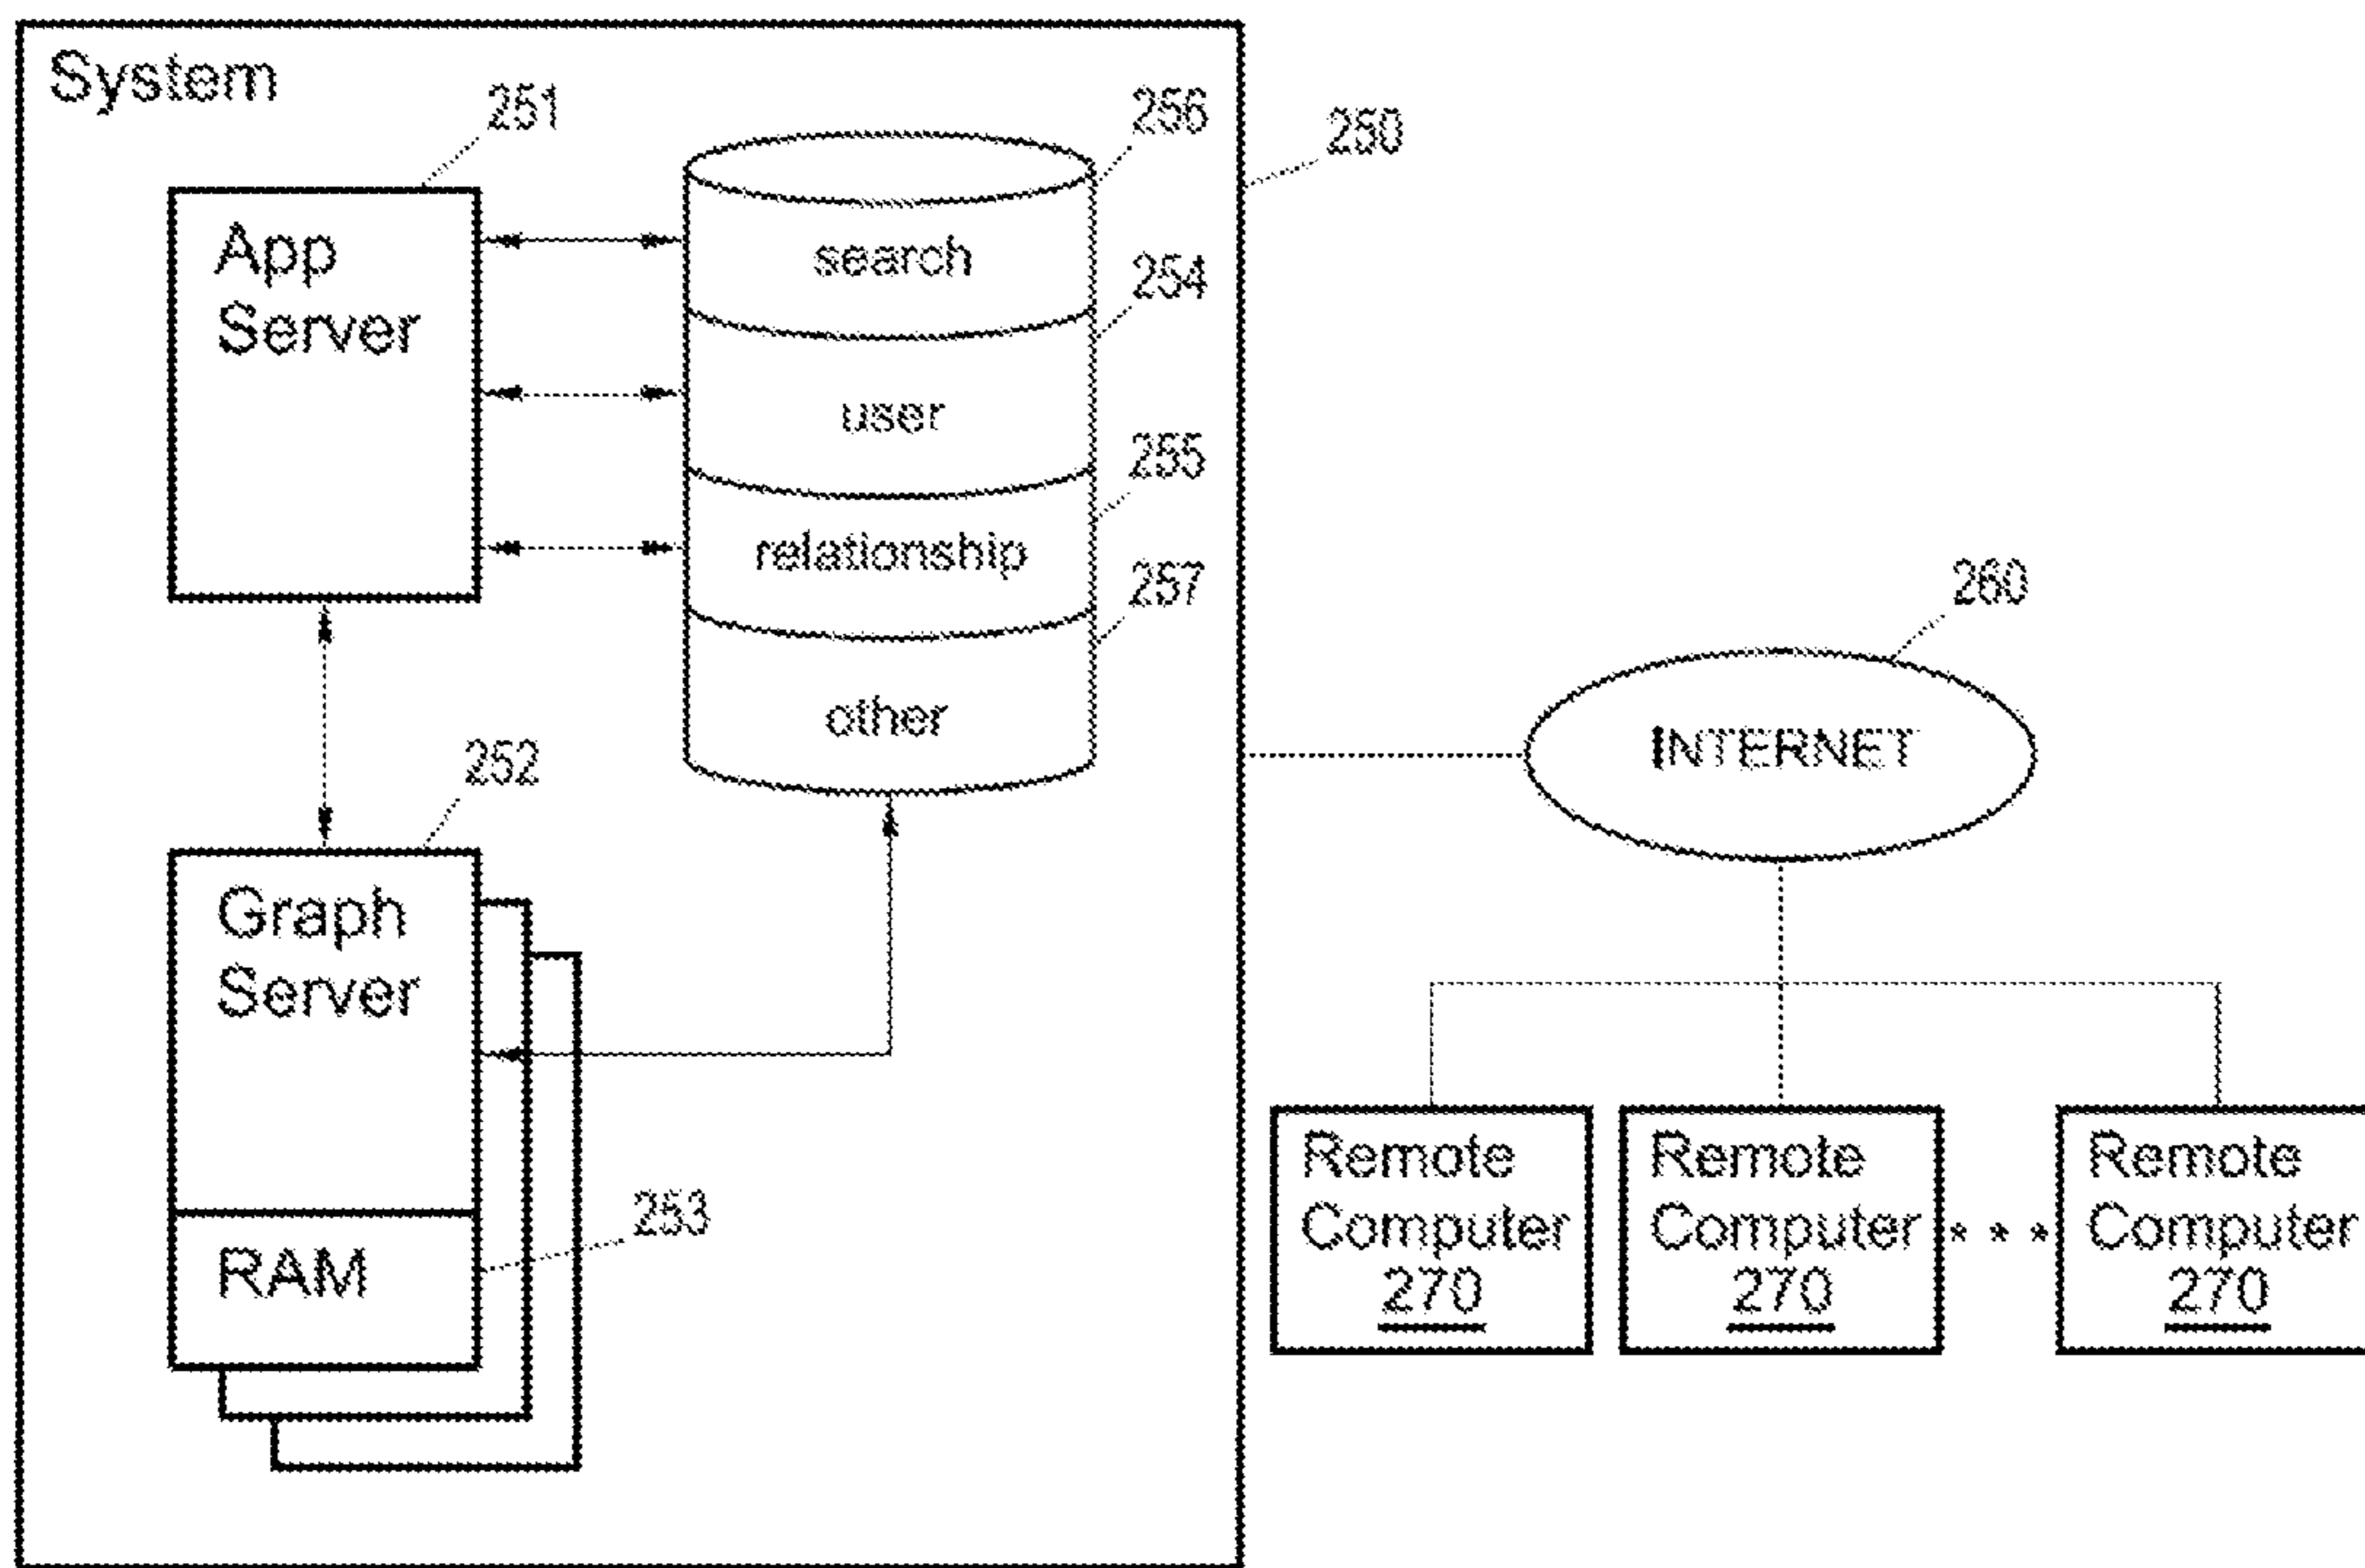 System
251
256
250
App
Server
search
254
user
255
relationship
257
other
260
INTERNET
252
Graph
Server
253
RAM
Remote
Computer
270
Remote
Computer
270
* * *
Remote
Computer
270